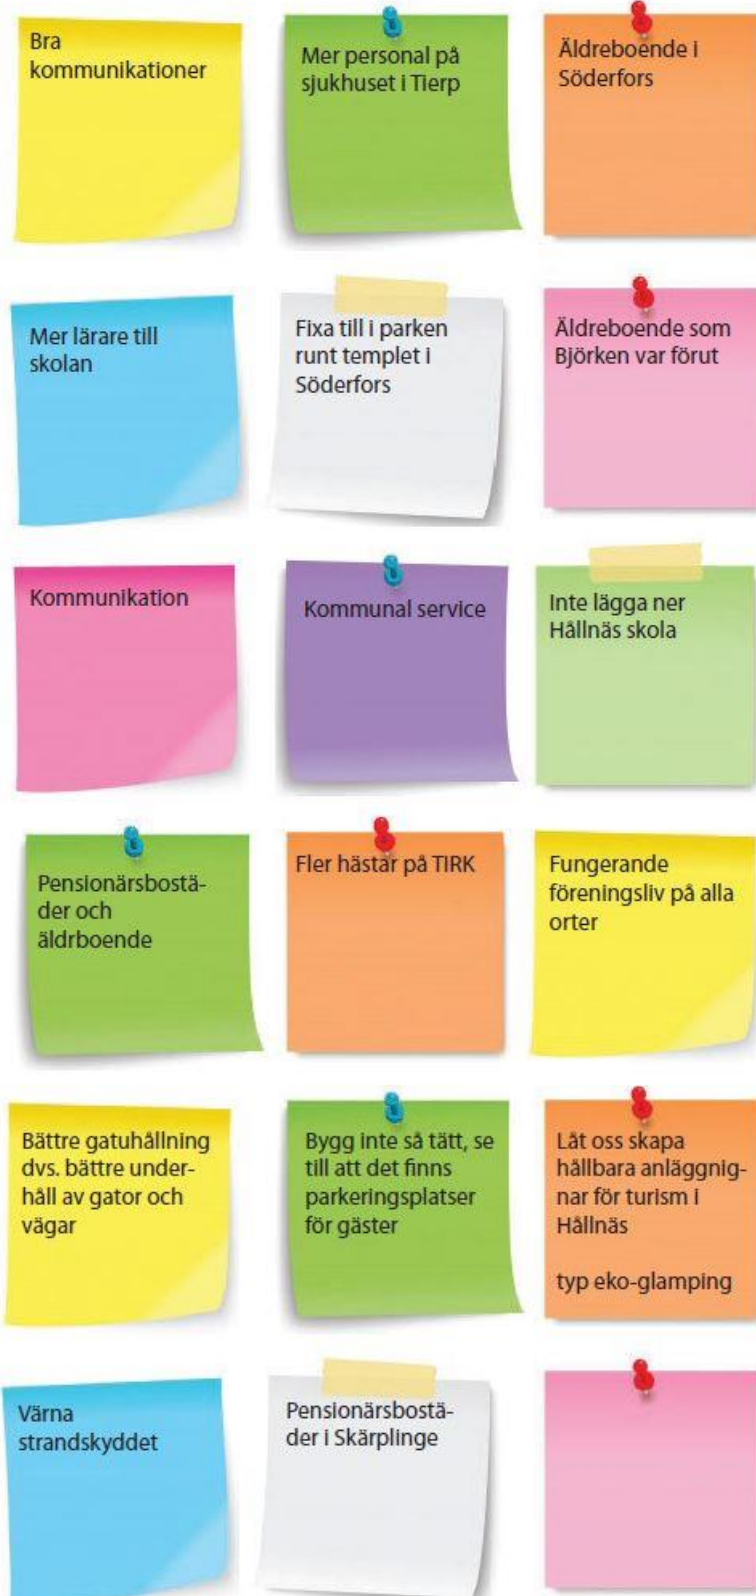 Bra
kommunikationer
Mer personal på
sjukhuset i Tierp
Äldreboende i
Söderfors
Mer lärare till
skolan
Fixa till i parken
runt templet i
Söderfors
Äldreboende som
Björken var förut
Kommunikation
Kommunal service
Inte lägga ner
Hållnäs skola
Pensionärsbostä-
der och
äldrboende
Fler hästar på TIRK
Fungerande
föreningsliv på alla
orter
Bättre gatuhållning
dvs. bättre under-
håll av gator och
vägar
Bygg inte så tätt, se
till att det finns
parkeringsplatser
för gäster
Låt oss skapa
hållbara anläggnig-
nar för turism i
Hållnäs
typ eko-glamping
Värna
strandskyddet
Pensionärsbostä-
der i Skärplinge